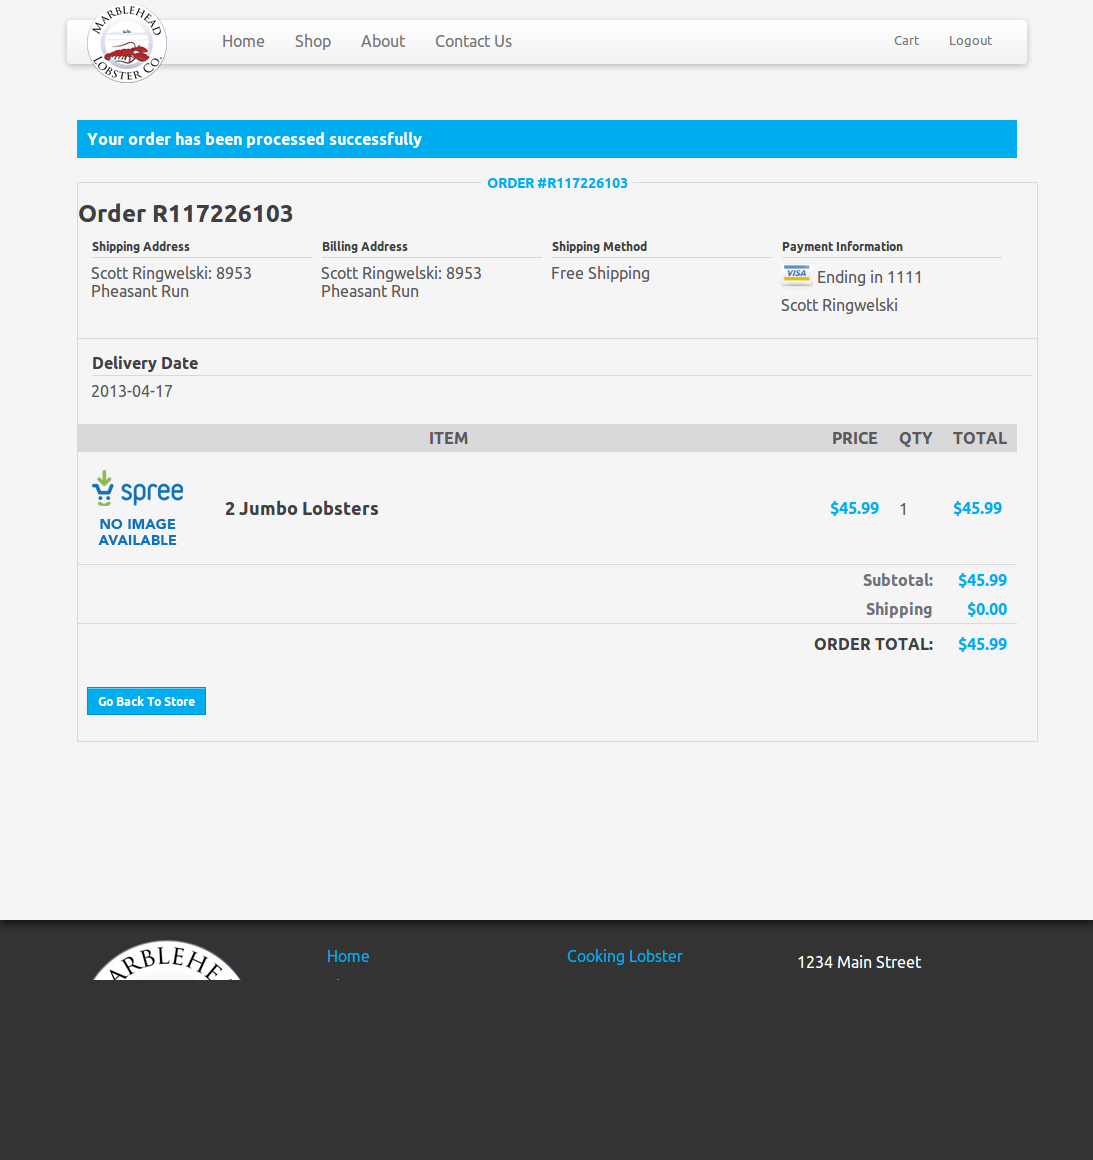 MARBLEHEAD
LOBSTER CO.
Home Shop About Contact Us Cart Logout
Your order has been processed successfully
ORDER #R117226103
Order R117226103
Shipping Address Billing Address Shipping Method Payment Information
Scott Ringwelski: 8953 Scott Ringwelski: 8953 Free Shipping VISA Ending in 1111
Pheasant Run Pheasant Run Scott Ringwelski
Delivery Date
2013-04-17
ITEM PRICE QTY TOTAL
spree
NO IMAGE
AVAILABLE
2 Jumbo Lobsters $45.99 1 $45.99
Subtotal: $45.99
Shipping $0.00
ORDER TOTAL: $45.99
Go Back To Store
Home Cooking Lobster 1234 Main Street